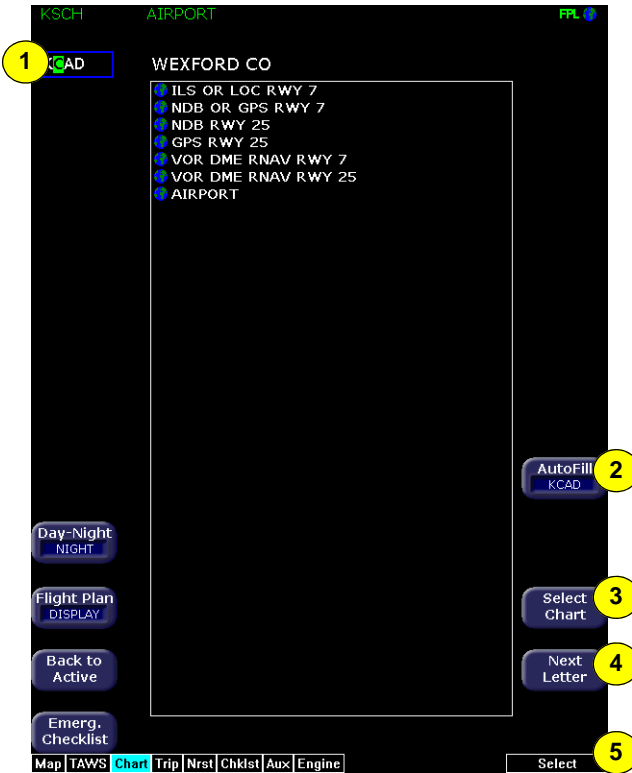 KSCH AIRPORT FPL
1 KCAD WEXFORD CO
ILS OR LOC RWY 7
NDB OR GPS RWY 7
NDB RWY 25
GPS RWY 25
VOR DME RNAV RWY 7
VOR DME RNAV RWY 25
AIRPORT
AutoFill 2
KCAD
Day-Night
NIGHT
Flight Plan
DISPLAY
Select 3
Chart
Back to
Active
Next 4
Letter
Emerg.
Checklist
5
Map TAWS Chart Trip Nrst Chklst Aux Engine Select